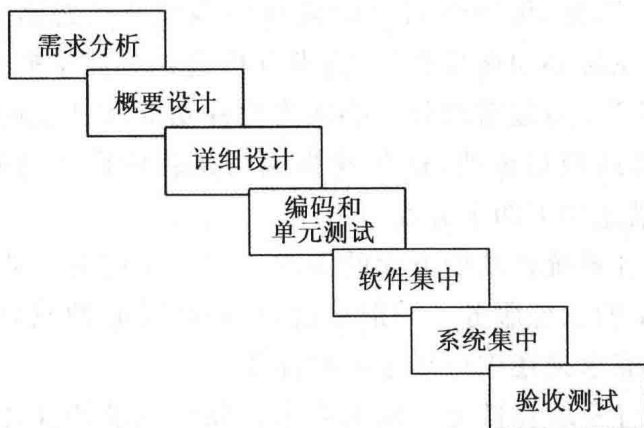 需求分析
概要设计
详细设计
编码和
单元测试
软件集中
系统集中
验收测试